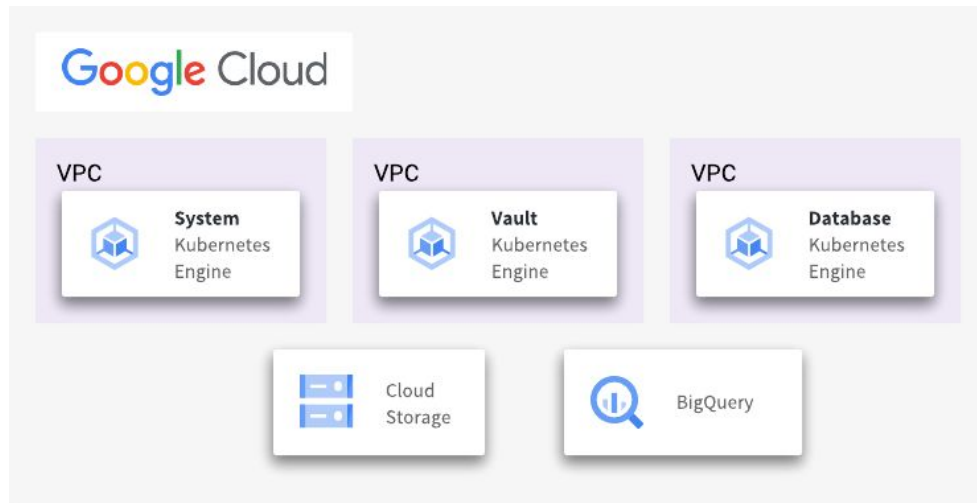 Google Cloud
VPC
System
Kubernetes
Engine
VPC
Vault
Kubernetes
Engine
VPC
Database
Kubernetes
Engine
Cloud
Storage
BigQuery